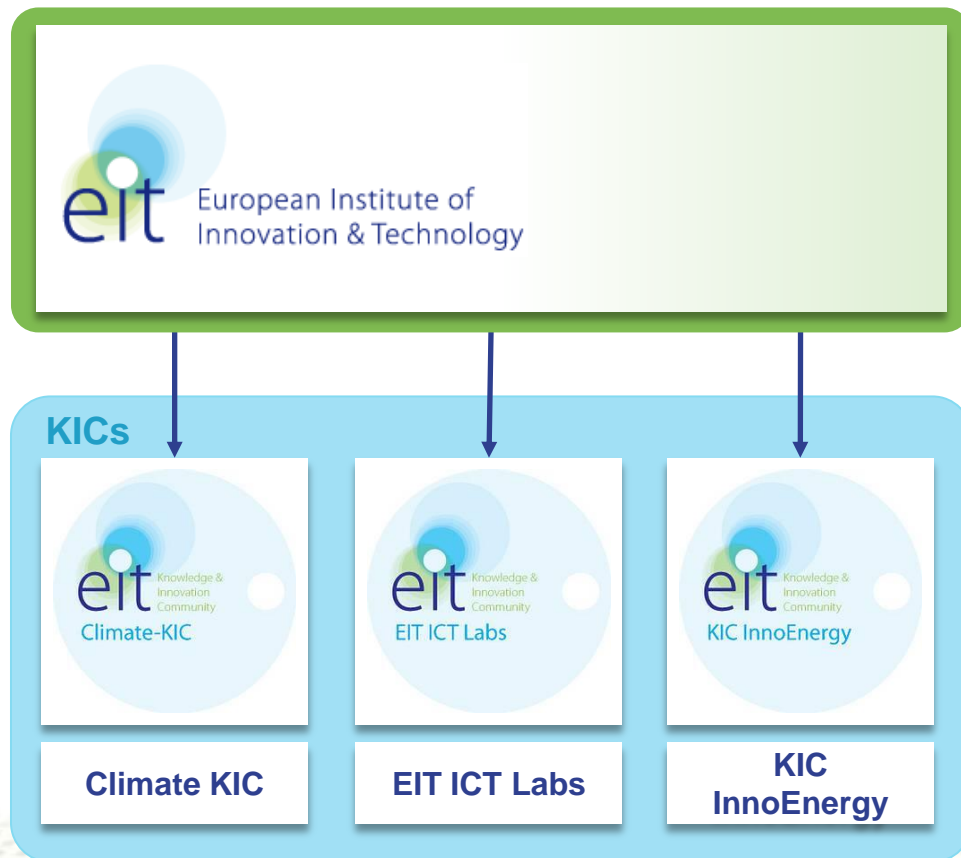 eit
European Institute of
Innovation & Technology
KICs
eit
Knowledge &
Innovation
Community
Climate-KIC
eit
Knowledge &
Innovation
Community
EIT ICT Labs
eit
Knowledge &
Innovation
Community
KIC InnoEnergy
Climate KIC
EIT ICT Labs
KIC
InnoEnergy